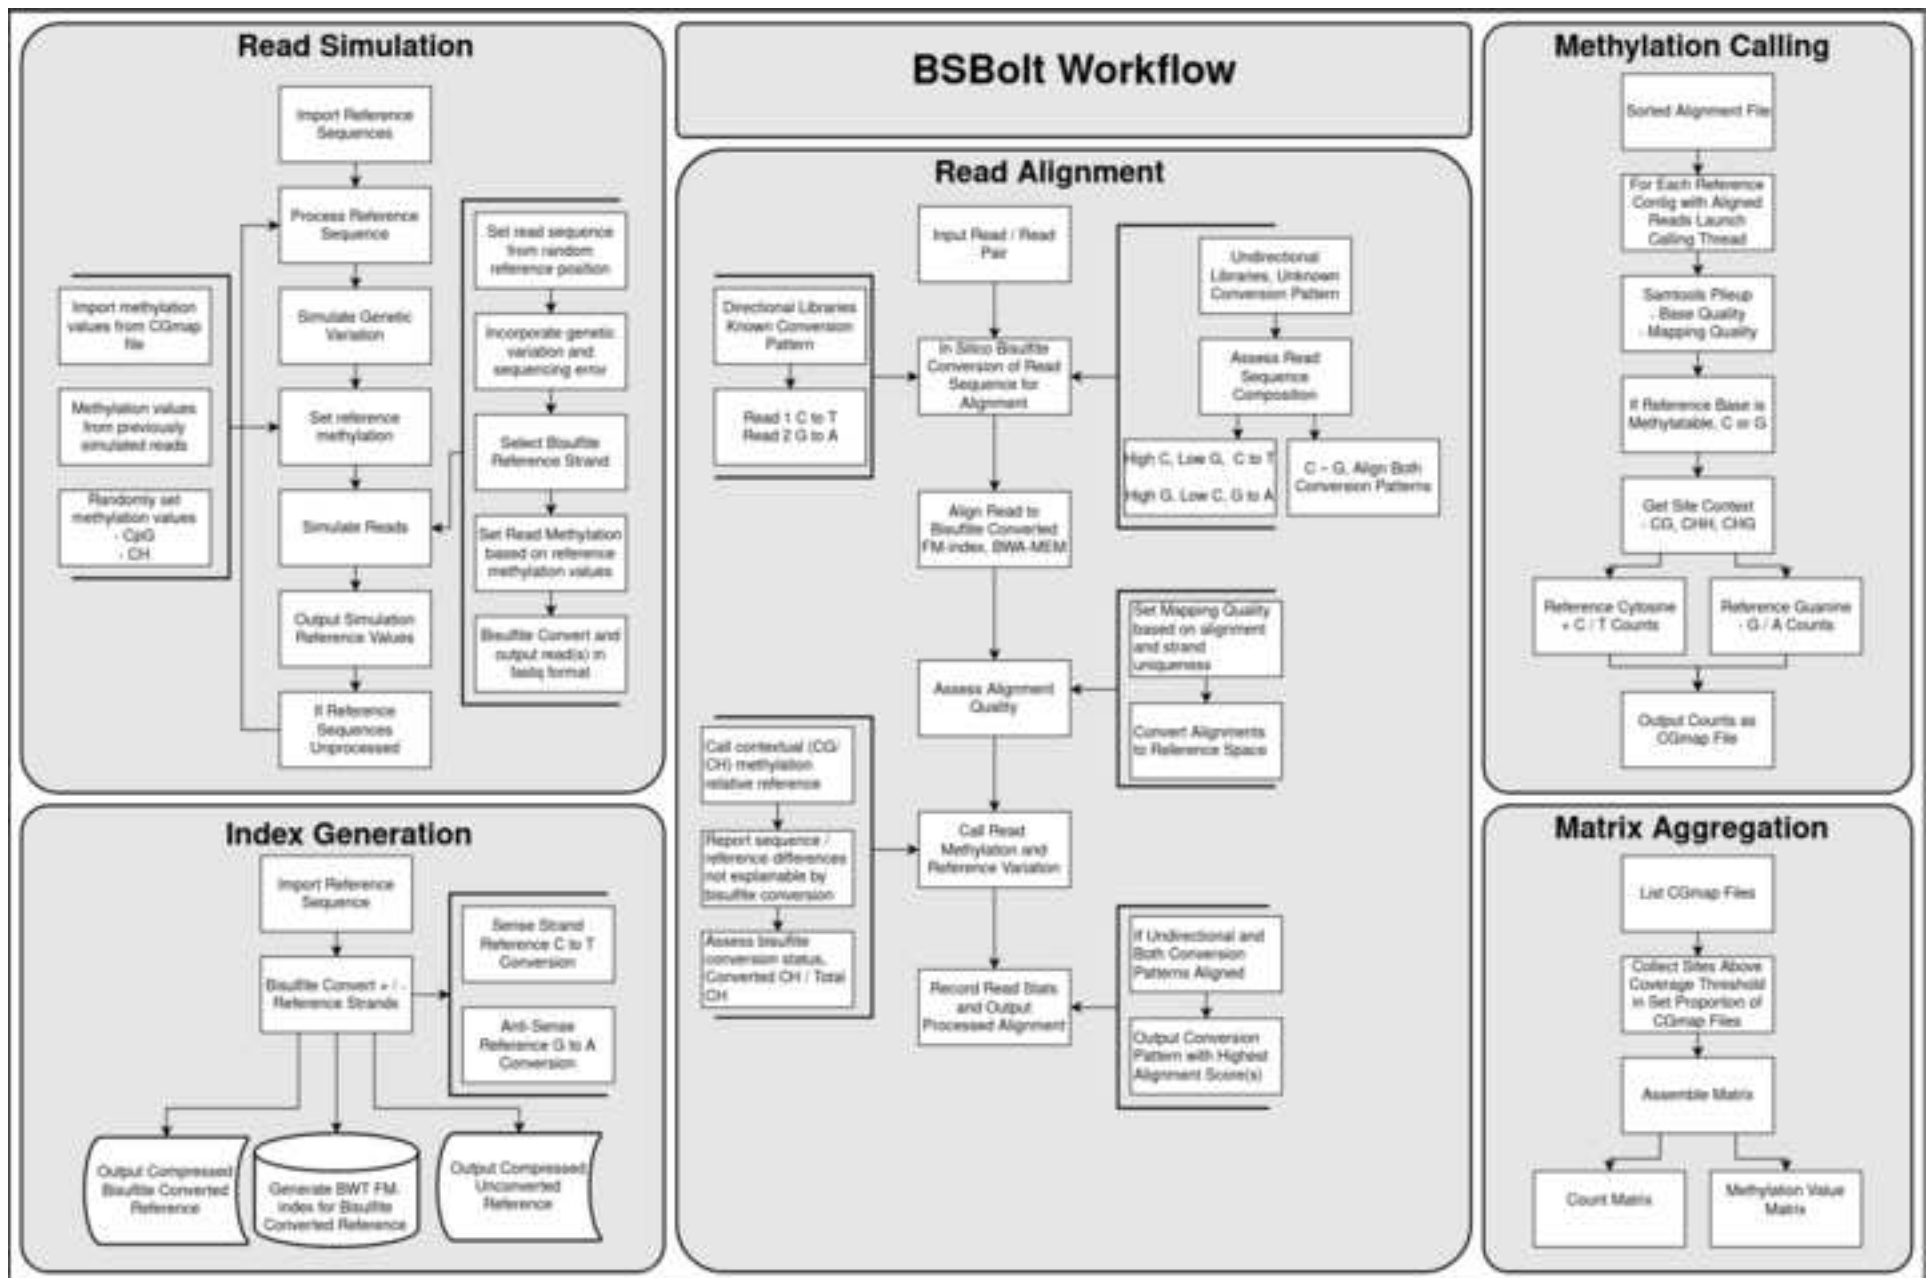 BSBolt Workflow
Read Simulation
Import Reference
Sequences
Process Reference
Sequence
Simulate Genetic
Variation
Set reference
methylation
Simulate Reads
Output Simulation
Reference Values
If Reference
Sequences
Unprocessed
Import methylation
values from CGmap
file
Methylation values
from previously
simulated reads
Randomly set
methylation values
- CpG
- CH
Set read sequence
from random
reference position
Incorporate genetic
variation and
sequencing error
Select Bisulfite
Reference Strand
Set Read Methylation
based on reference
methylation values
Bisulfite Convert and
output read(s) in
fastq format
Index Generation
Import Reference
Sequence
Bisulfite Convert + / -
Reference Strands
Sense Strand
Reference C to T
Conversion
Anti-Sense
Reference G to A
Conversion
Output Compressed
Bisulfite Converted
Reference
Generate BWT FM-
index for Bisulfite
Converted Reference
Output Compressed
Unconverted
Reference
Read Alignment
Input Read / Read
Pair
Directional Libraries
Known Conversion
Pattern
Read 1 C to T
Read 2 G to A
In Silico Bisulfite
Conversion of Read
Sequence for
Alignment
Undirectional
Libraries, Unknown
Conversion Pattern
Assess Read
Sequence
Composition
High C, Low G, C to T
High G, Low C, G to A
C ~ G, Align Both
Conversion Patterns
Align Read to
Bisulfite Converted
FM-index, BWA-MEM
Set Mapping Quality
based on alignment
and strand
uniqueness
Convert Alignments
to Reference Space
Assess Alignment
Quality
Call contextual (CG/
CH) methylation
relative reference
Report sequence /
reference differences
not explainable by
bisulfite conversion
Assess bisulfite
conversion status,
Converted CH / Total
CH
Call Read
Methylation and
Reference Variation
If Undirectional and
Both Conversion
Patterns Aligned
Output Conversion
Pattern with Highest
Alignment Score(s)
Record Read Stats
and Output
Processed Alignment
Methylation Calling
Sorted Alignment File
For Each Reference
Contig with Aligned
Reads Launch
Calling Thread
Samtools Pileup
- Base Quality
- Mapping Quality
If Reference Base is
Methylatable, C or G
Get Site Context
- CG, CHH, CHG
Reference Cytosine
+ C / T Counts
Reference Guanine
- G / A Counts
Output Counts as
CGmap File
Matrix Aggregation
List CGmap Files
Collect Sites Above
Coverage Threshold
in Set Proportion of
CGmap Files
Assemble Matrix
Count Matrix
Methylation Value
Matrix